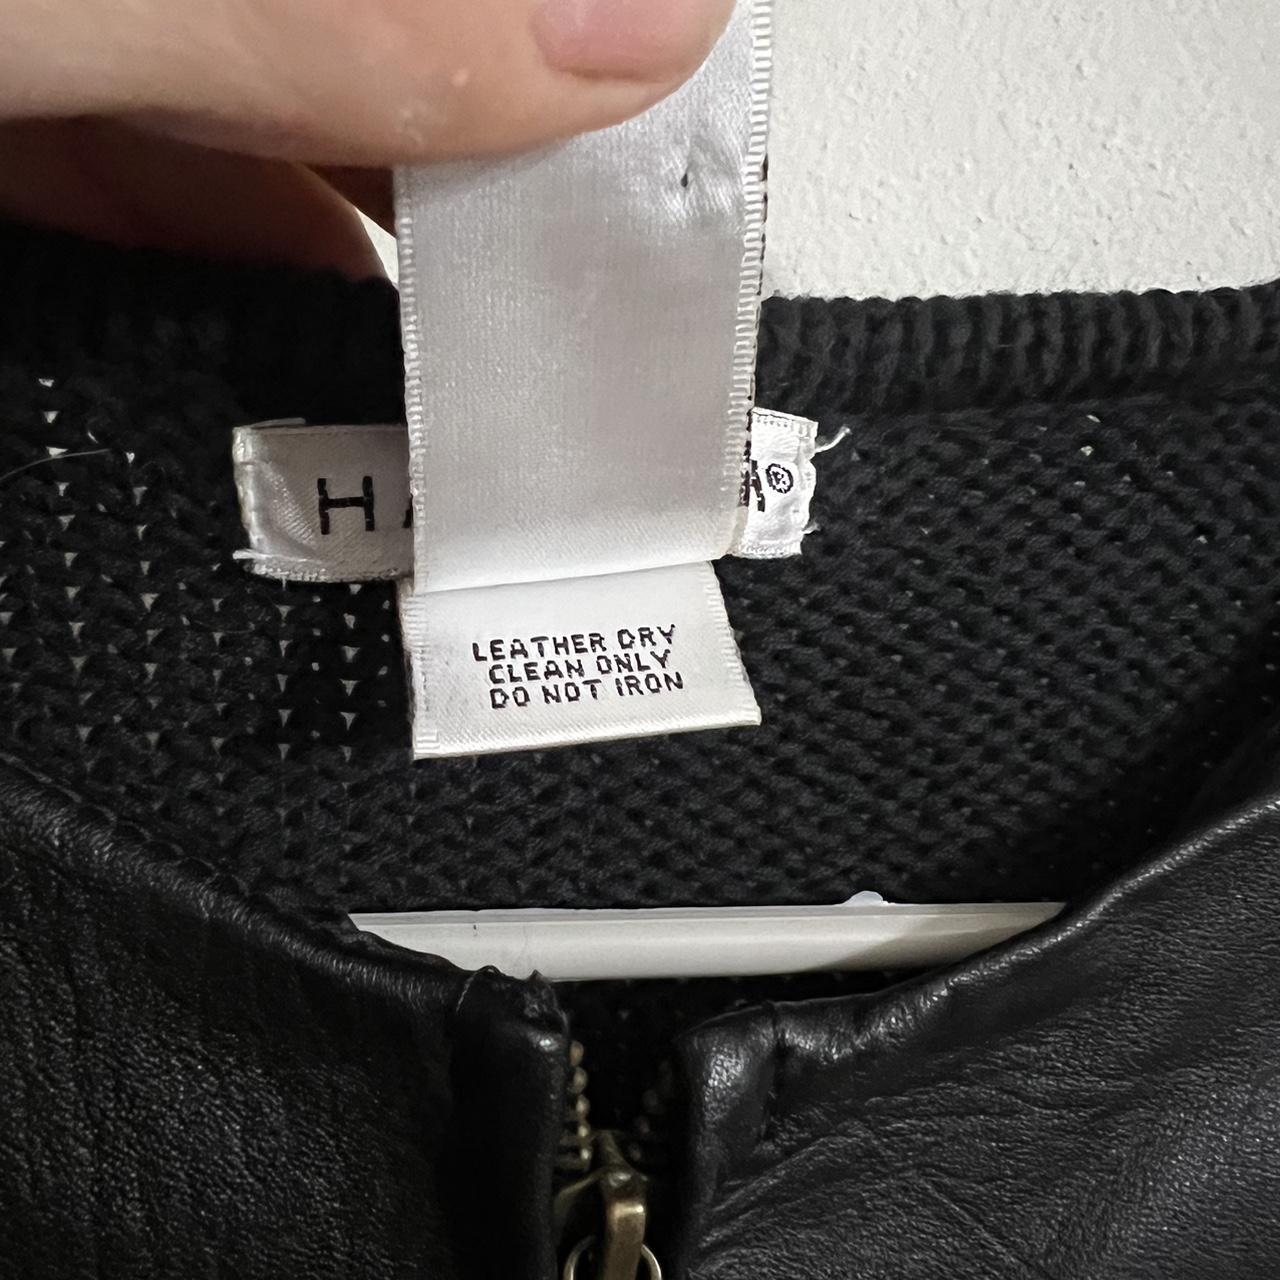 H
M®
LEATHER DRY
CLEAN ONLY
DO NOT IRON